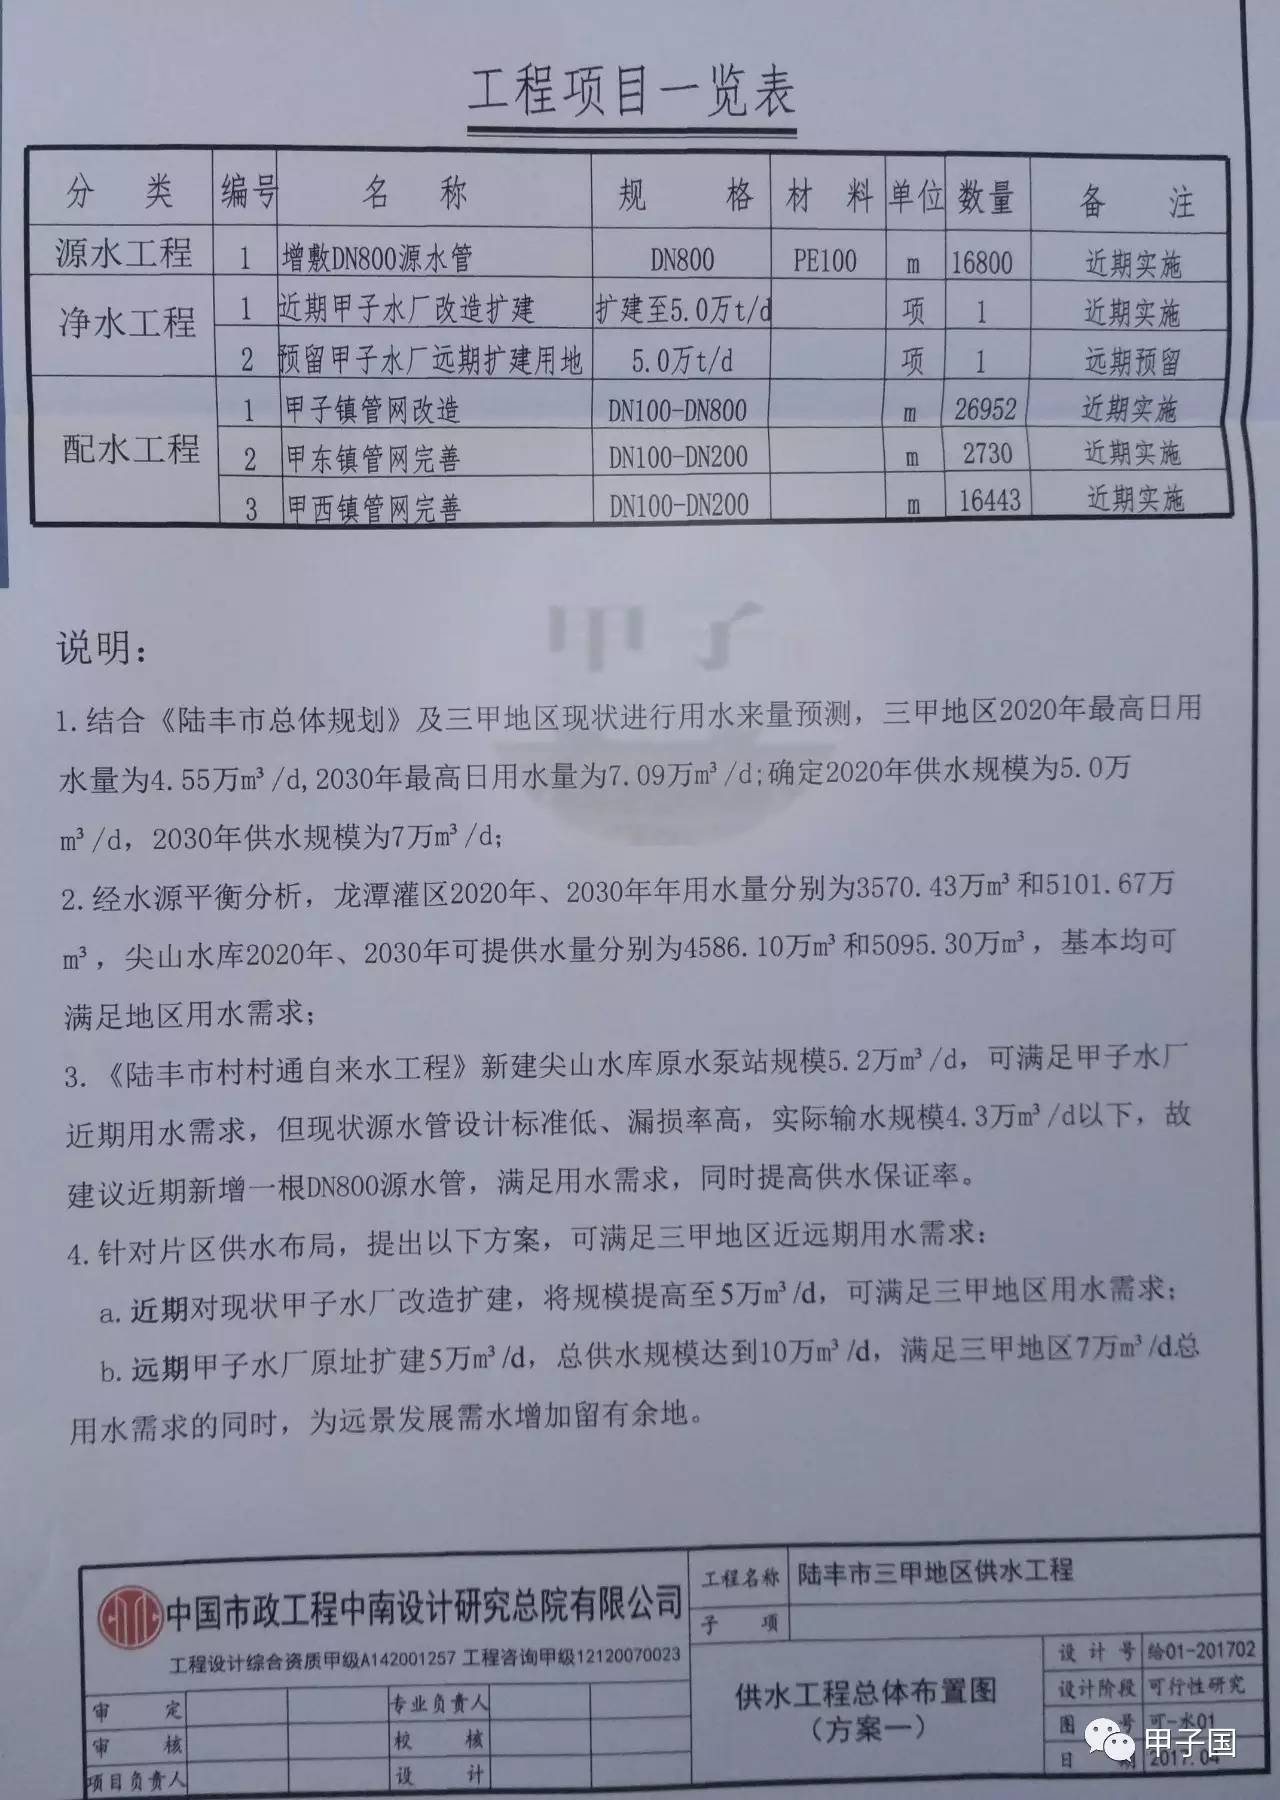 工程项目一览表
分 类 编号 名 称 规 格 材 料 单位 数量 备 注
源水工程 1 增敷DN800源水管 DN800 PE100 m 16800 近期实施
净水工程 1 近期甲子水厂改造扩建 扩建至5.0万t/d 项 1 近期实施
2 预留甲子水厂远期扩建用地 5.0万t/d 项 1 远期预留
配水工程 1 甲子镇管网改造 DN100-DN800 m 26952 近期实施
2 甲东镇管网完善 DN100-DN200 m 2730 近期实施
3 甲西镇管网完善 DN100-DN200 m 16443 近期实施
甲子
说明：
1.结合《陆丰市总体规划》及三甲地区现状进行用水来量预测，三甲地区2020年最高日用
水量为4.55万m³/d,2030年最高日用水量为7.09万m³/d;确定2020年供水规模为5.0万
m³/d，2030年供水规模为7万m³/d；
2.经水源平衡分析，龙潭灌区2020年、2030年年用水量分别为3570.43万m³和5101.67万
m³，尖山水库2020年、2030年可提供水量分别为4586.10万m³和5095.30万m³，基本均可
满足地区用水需求；
3.《陆丰市村村通自来水工程》新建尖山水库原水泵站规模5.2万m³/d，可满足甲子水厂
近期用水需求，但现状源水管设计标准低、漏损率高，实际输水规模4.3万m³/d以下，故
建议近期新增一根DN800源水管，满足用水需求，同时提高供水保证率。
4.针对片区供水布局，提出以下方案，可满足三甲地区近远期用水需求：
a.近期对现状甲子水厂改造扩建，将规模提高至5万m³/d，可满足三甲地区用水需求；
b.远期甲子水厂原址扩建5万m³/d，总供水规模达到10万m³/d，满足三甲地区7万m³/d总
用水需求的同时，为远景发展需水增加留有余地。
中国市政工程中南设计研究总院有限公司
工程设计综合资质甲级A142001257 工程咨询甲级12120070023
审 定 专业负责人
审 核 校 核
项目负责人 设 计
工程名称 陆丰市三甲地区供水工程
子 项
供水工程总体布置图
（方案一）
设 计 号 给01-201702
设计阶段 可行性研究
图 号 可-水01
日 期 2017.04
甲子国